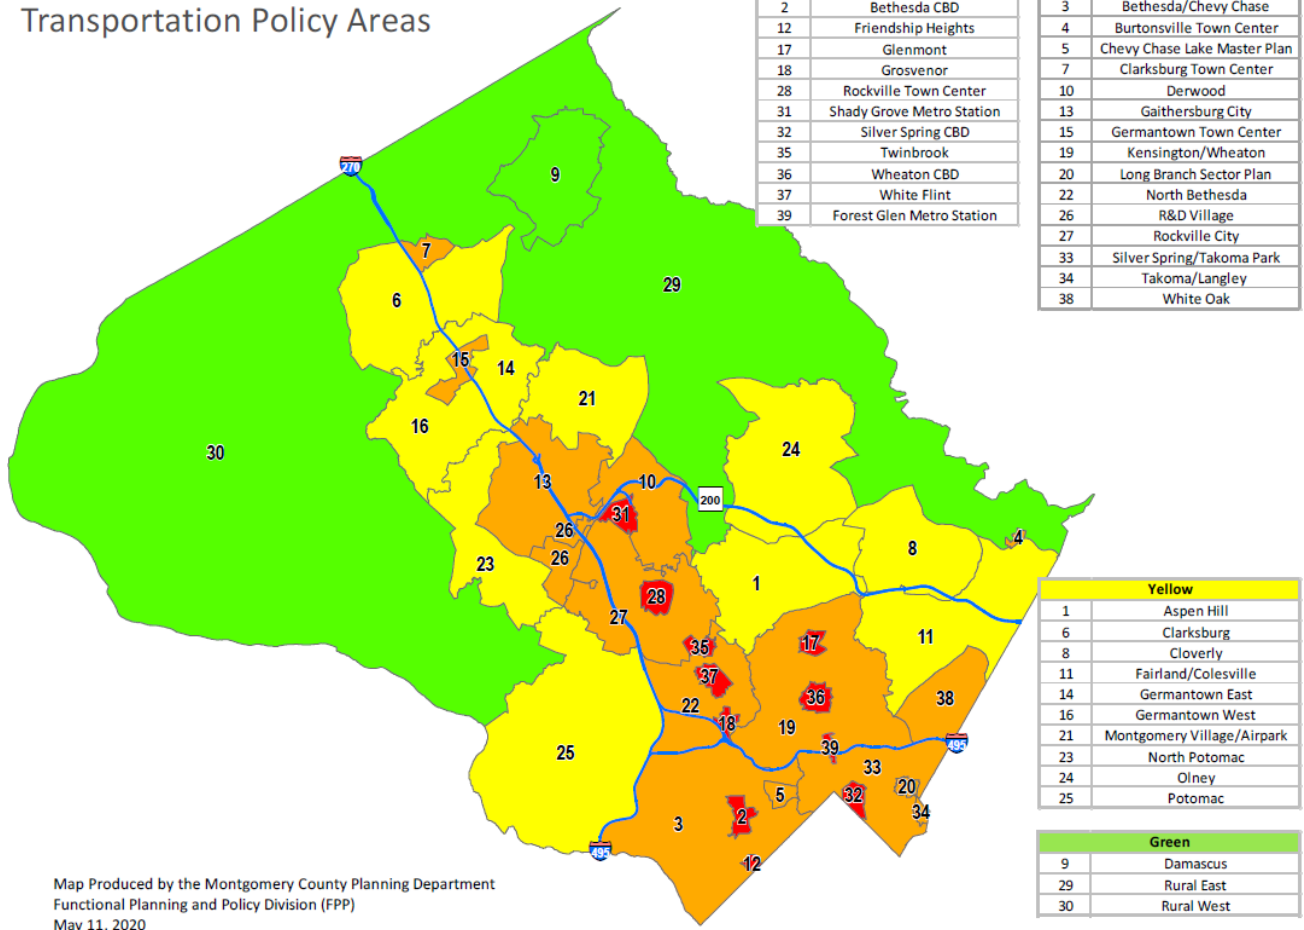 Transportation Policy Areas
2 Bethesda CBD
12 Friendship Heights
17 Glenmont
18 Grosvenor
28 Rockville Town Center
31 Shady Grove Metro Station
32 Silver Spring CBD
35 Twinbrook
36 Wheaton CBD
37 White Flint
39 Forest Glen Metro Station
3 Bethesda/Chevy Chase
4 Burtonsville Town Center
5 Chevy Chase Lake Master Plan
7 Clarksburg Town Center
10 Derwood
13 Gaithersburg City
15 Germantown Town Center
19 Kensington/Wheaton
20 Long Branch Sector Plan
22 North Bethesda
26 R&D Village
27 Rockville City
33 Silver Spring/Takoma Park
34 Takoma/Langley
38 White Oak
270
9
7
29
6
15
14
21
16
24
30
13
10
200
31
26
4
26
8
23
1
28
27
17
11
35
37
36
38
22
18
19
39
495
25
33
20
5
32
34
3
2
495
12
Yellow
1 Aspen Hill
6 Clarksburg
8 Cloverly
11 Fairland/Colesville
14 Germantown East
16 Germantown West
21 Montgomery Village/Airpark
23 North Potomac
24 Olney
25 Potomac
Green
9 Damascus
29 Rural East
30 Rural West
Map Produced by the Montgomery County Planning Department
Functional Planning and Policy Division (FPP)
May 11, 2020